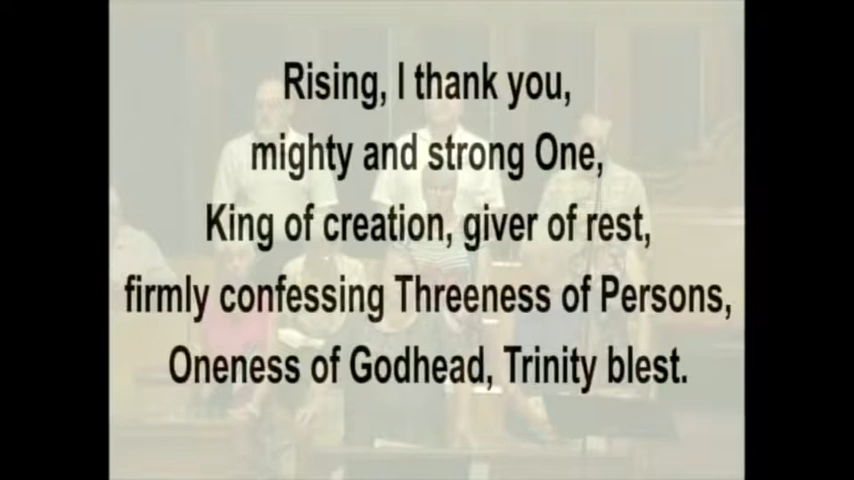 Rising, I thank you,
mighty and strong One,
King of creation, giver of rest,
firmly confessing Threeness of Persons,
Oneness of Godhead, Trinity blest.